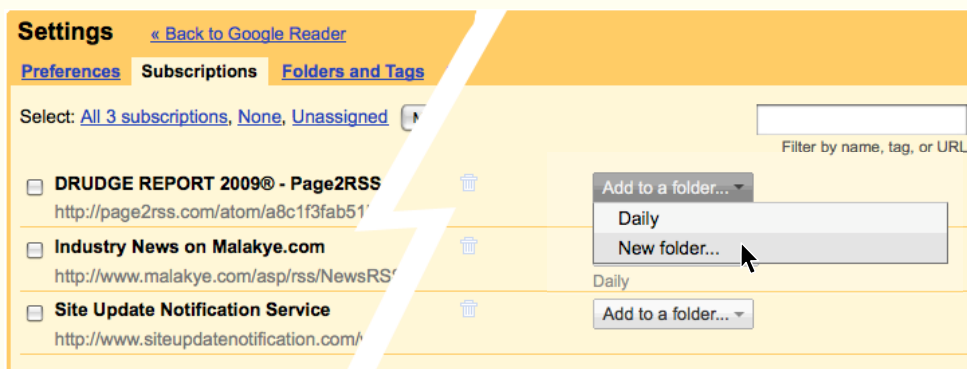 Settings « Back to Google Reader
Preferences Subscriptions Folders and Tags
Select: All 3 subscriptions, None, Unassigned
Filter by name, tag, or URL
DRUDGE REPORT 2009® - Page2RSS Add to a folder...
http://page2rss.com/atom/a8c1f3fab51 Daily
Industry News on Malakye.com New folder...
http://www.malakye.com/asp/rss/NewsRSS Daily
Site Update Notification Service Add to a folder...
http://www.siteupdatenotification.com/